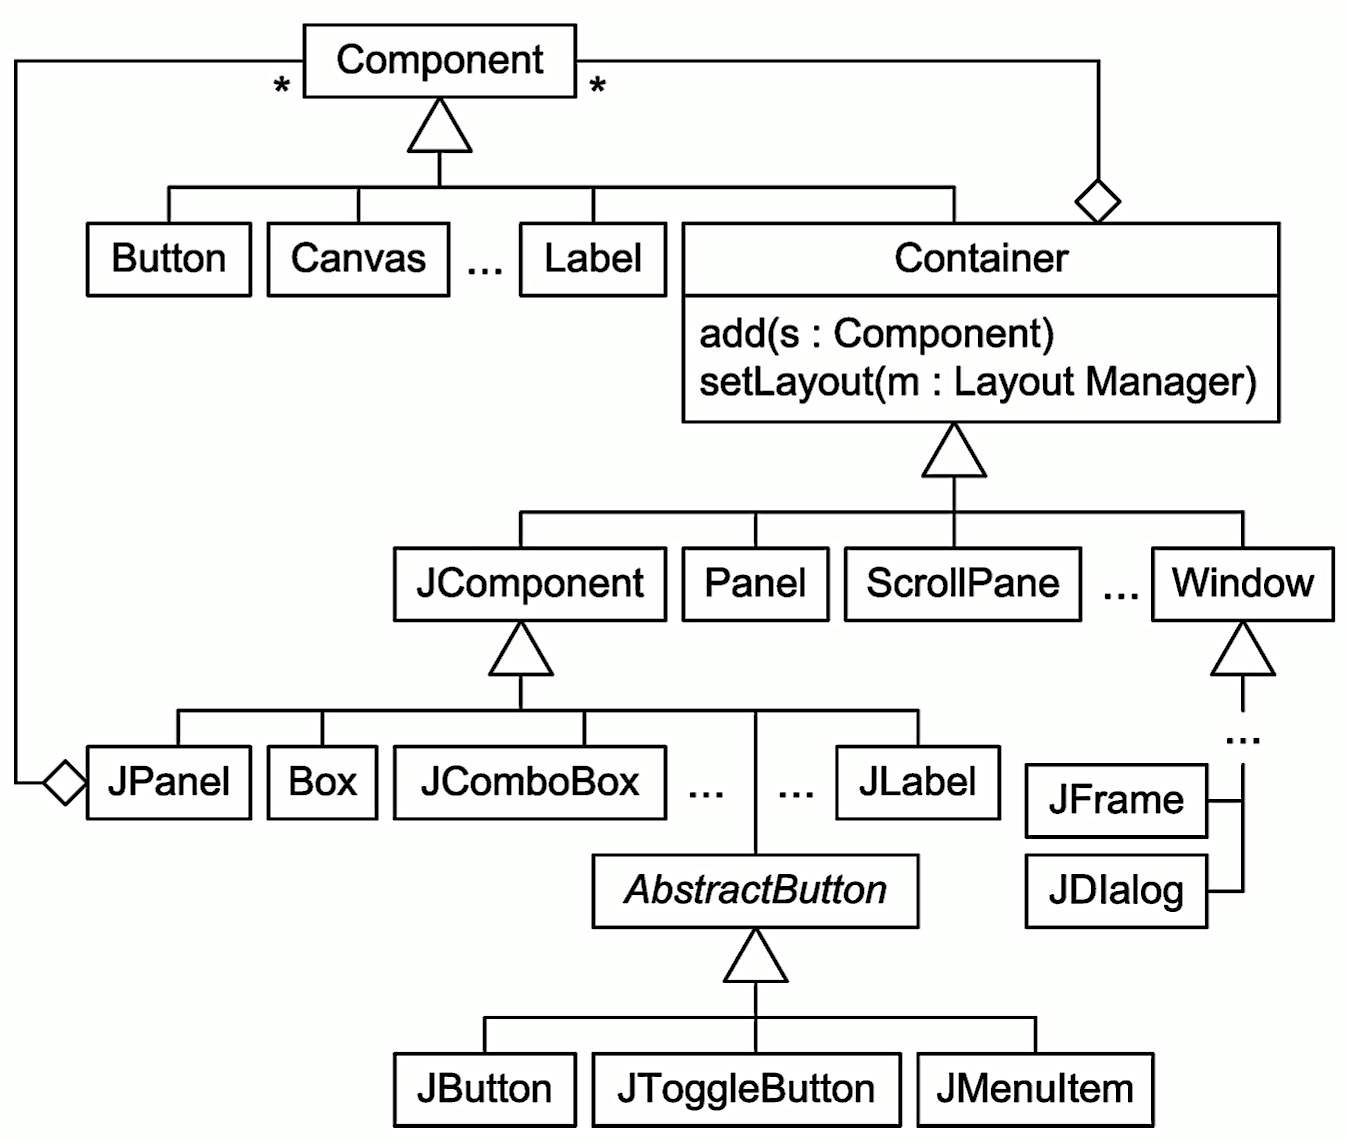 Component
* *
Button Canvas ... Label Container
add(s : Component)
setLayout(m : Layout Manager)
JComponent Panel ScrollPane ... Window
...
JPanel Box JComboBox ... ... JLabel JFrame
AbstractButton JDIalog
JButton JToggleButton JMenuItem